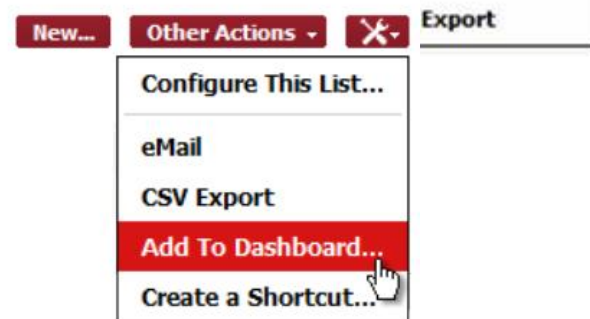 New... Other Actions Export
Configure This List...
eMail
CSV Export
Add To Dashboard...
Create a Shortcut...